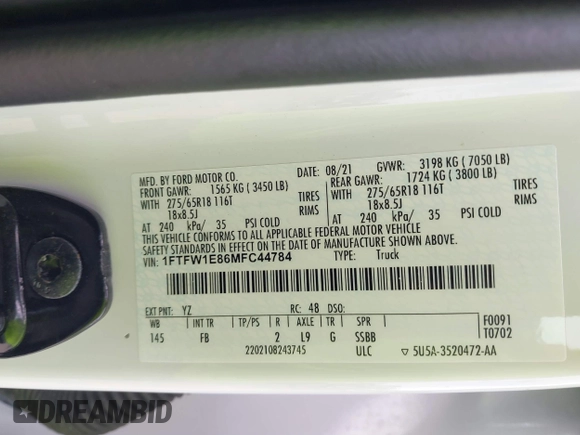 MFD. BY FORD MOTOR CO. 08/21 GVWR: 3198 KG ( 7050 LB)
FRONT GAWR: 1565 KG ( 3450 LB) REAR GAWR: 1724 KG ( 3800 LB)
WITH 275/65R18 116T TIRES WITH 275/65R18 116T TIRES
18x8.5J RIMS 18x8.5J RIMS
AT 240 kPa/ 35 PSI COLD AT 240 kPa/ 35 PSI COLD
THIS VEHICLE CONFORMS TO ALL APPLICABLE FEDERAL MOTOR VEHICLE
SAFETY STANDARDS IN EFFECT ON THE DATE OF MANUFACTURE SHOWN ABOVE.
VIN: 1FTFW1E86MFC44784 TYPE: Truck
EXT PNT: YZ RC: 48 DSO: F0091
WB INT TR TP/PS R AXLE TR SPR T0702
145 FB 2 L9 G SSBB
2202108243745 ULC ▽ 5U5A-3520472-AA
DREAMBID